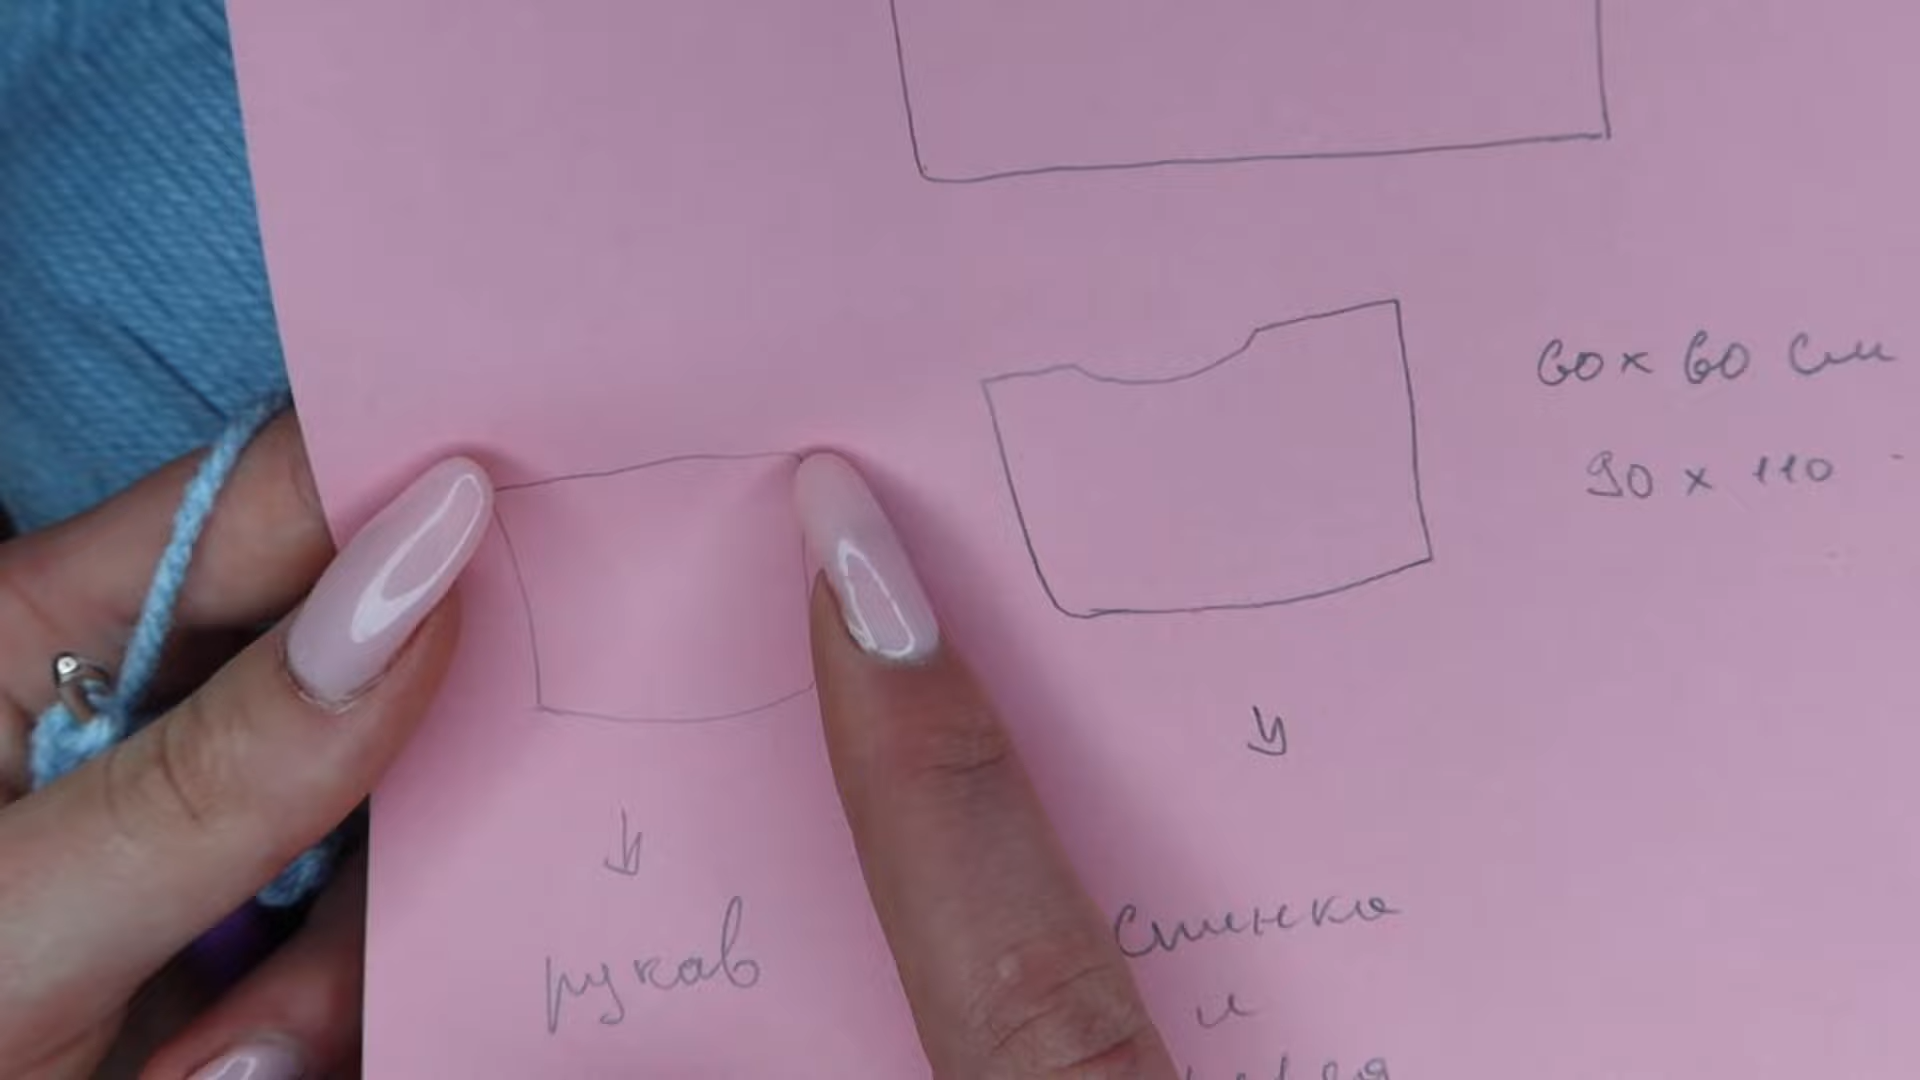 60 х 60 см
90 х 110
рукав
Спинка
и